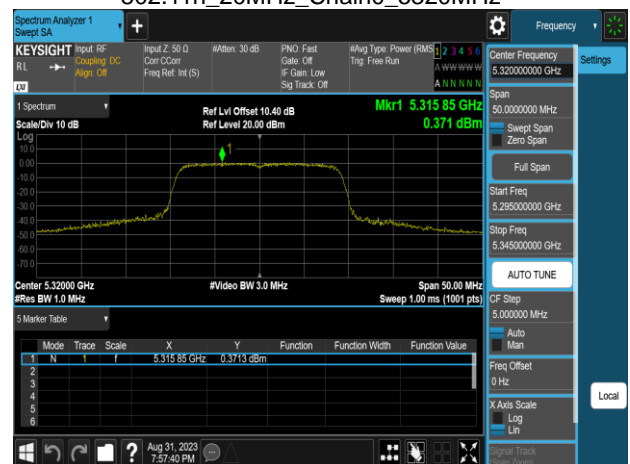 802.11n_20MHz_Chain0_5320MHz
Spectrum Analyzer 1
Swept SA
+
Frequency
KEYSIGHT
RL
LXI
Input: RF
Coupling: DC
Align: Off
Input Z: 50 Ω
Corr CCorr
Freq Ref: Int (S)
#Atten: 30 dB
PNO: Fast
Gate: Off
IF Gain: Low
Sig Track: Off
#Avg Type: Power (RMS
Trig: Free Run
1 2 3 4 5 6
A W W W W W
A N N N N N
1 Spectrum
Scale/Div 10 dB
Log
Ref Lvl Offset 10.40 dB
Ref Level 20.00 dBm
Mkr1 5.315 85 GHz
0.371 dBm
1
10.0
0.00
-10.0
-20.0
-30.0
-40.0
-50.0
-60.0
-70.0
Center 5.32000 GHz
#Res BW 1.0 MHz
#Video BW 3.0 MHz
Span 50.00 MHz
Sweep 1.00 ms (1001 pts)
5 Marker Table
Mode Trace Scale X Y Function Function Width Function Value
1 N 1 f 5.315 85 GHz 0.3713 dBm
2
3
4
5
6
Aug 31, 2023
7:57:40 PM
Center Frequency
5.320000000 GHz
Span
50.0000000 MHz
Swept Span
Zero Span
Full Span
Start Freq
5.295000000 GHz
Stop Freq
5.345000000 GHz
AUTO TUNE
CF Step
5.000000 MHz
Auto
Man
Freq Offset
0 Hz
X Axis Scale
Log
Lin
Signal Track
(Span Zoom)
Settings
Local